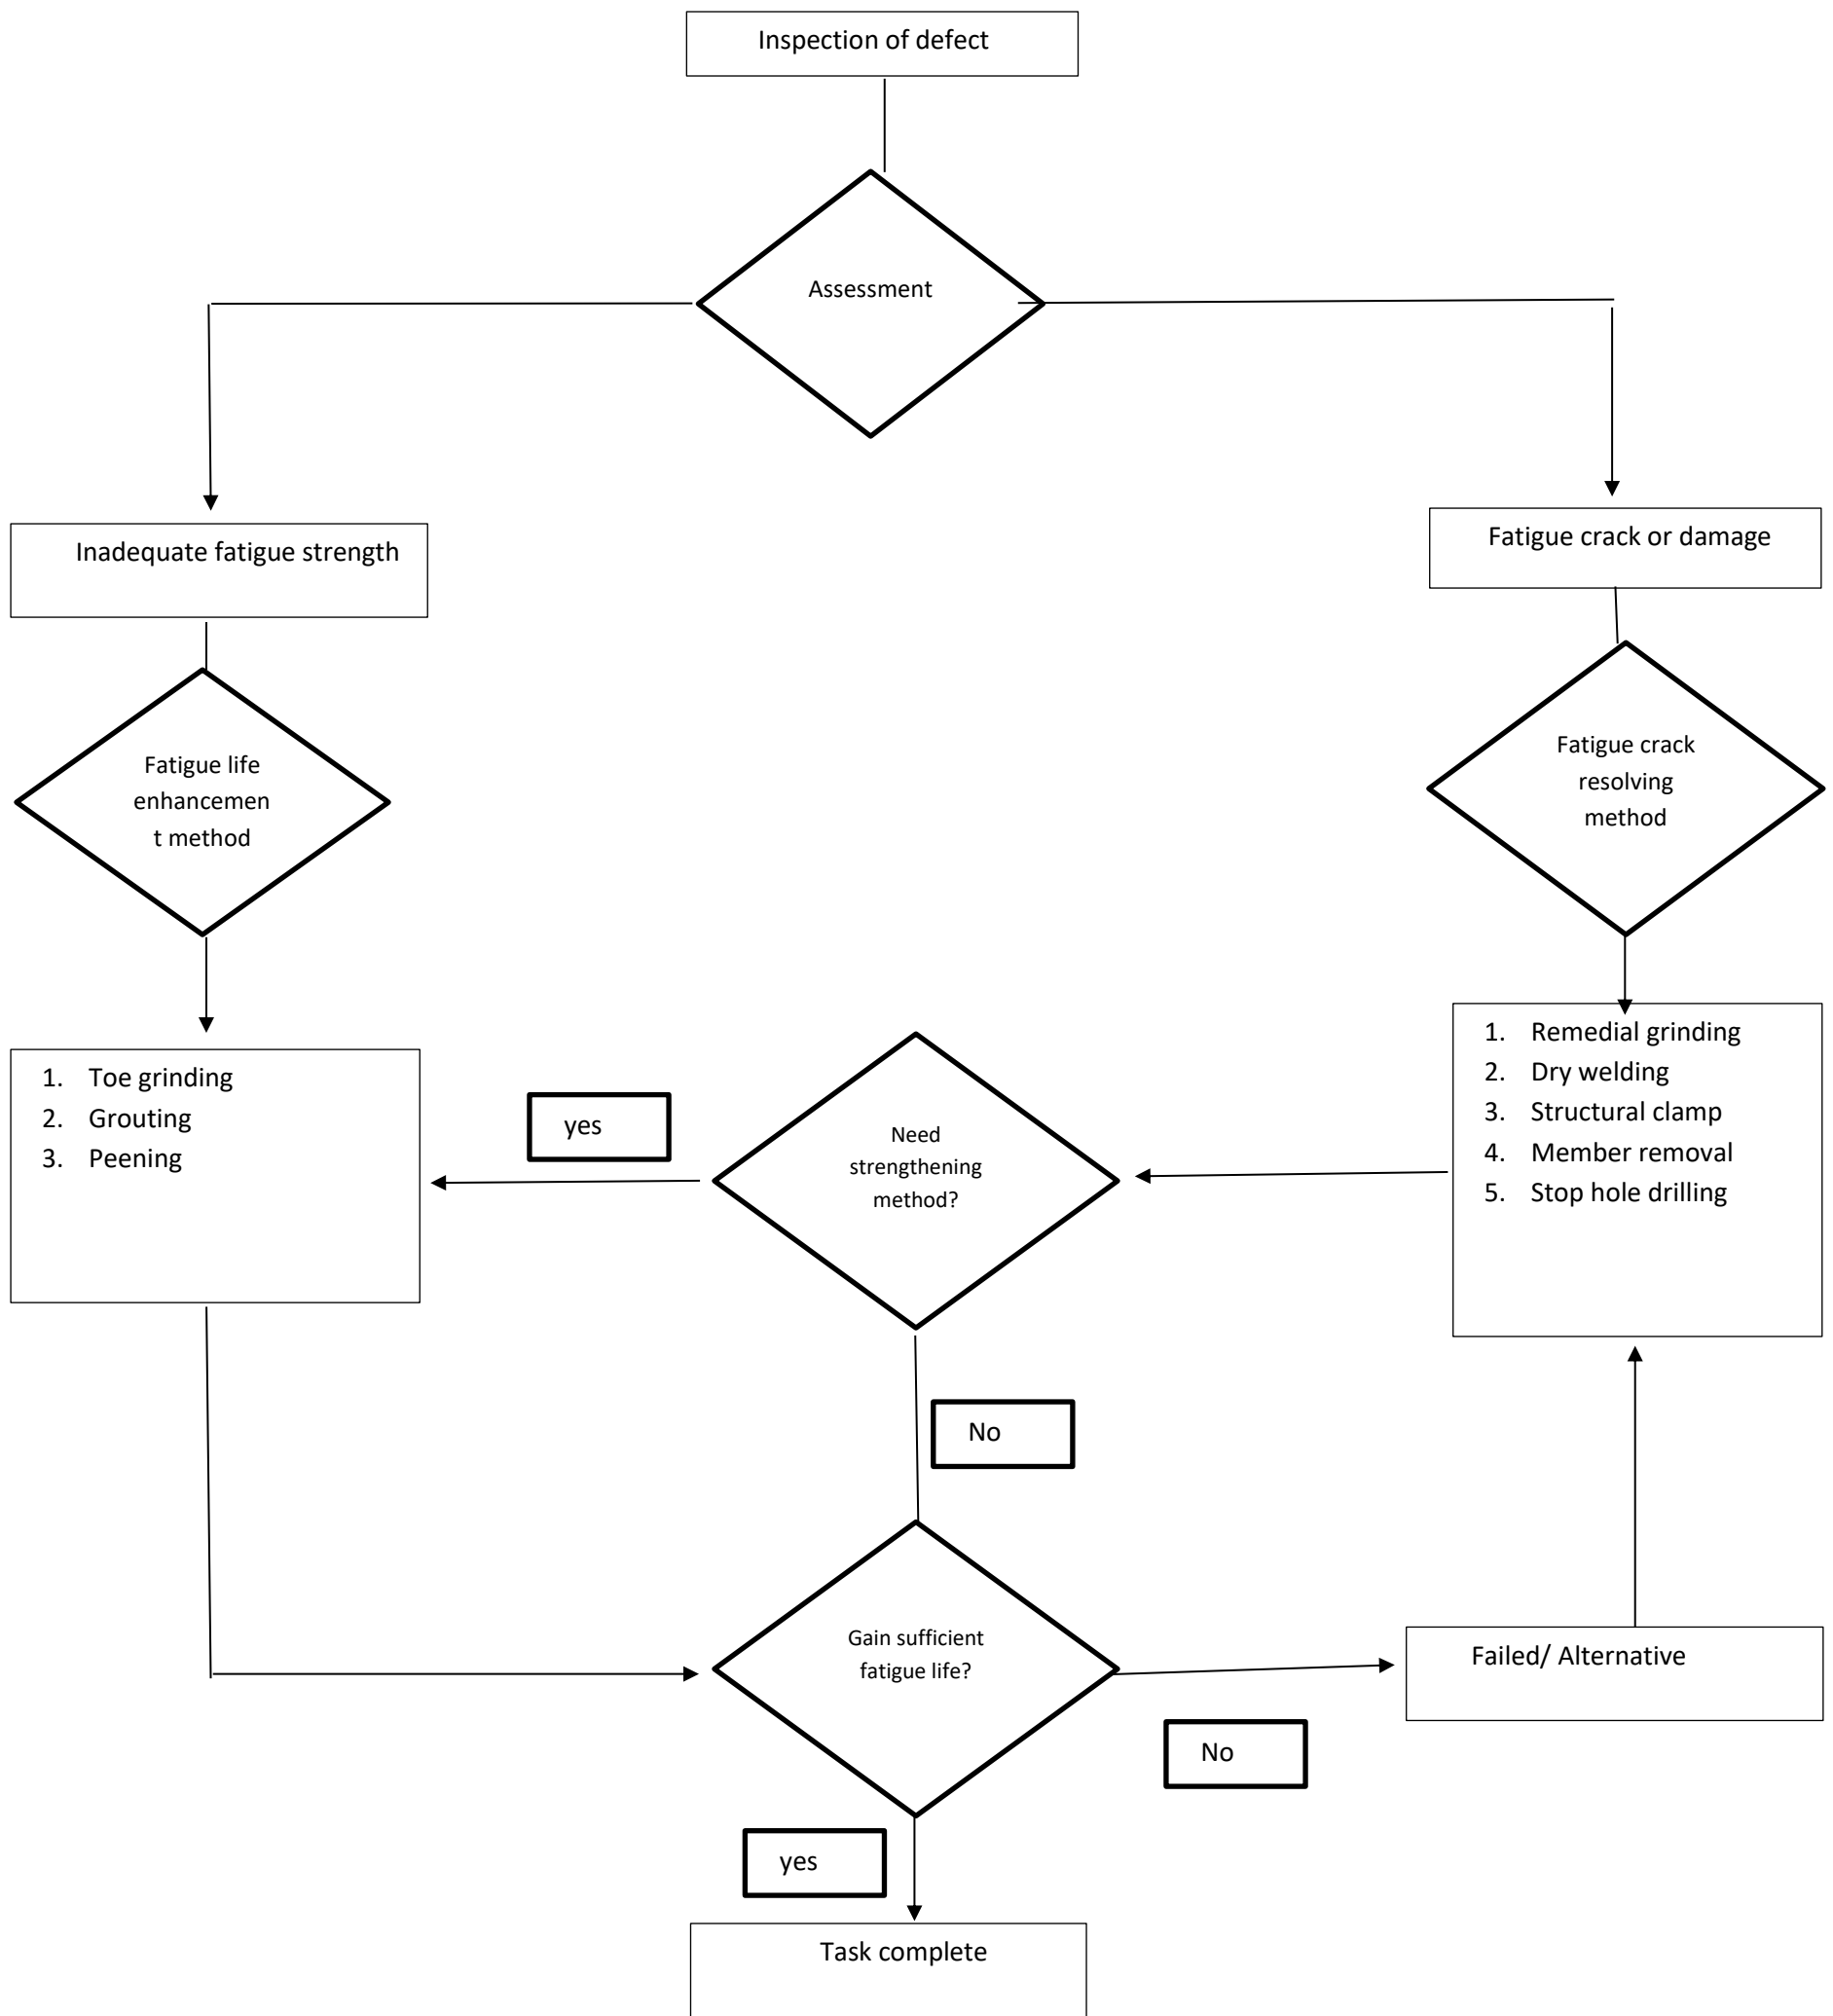 Inspection of defect
Assessment
Inadequate fatigue strength
Fatigue crack or damage
Fatigue life
enhancemen
t method
Fatigue crack
resolving
method
1. Toe grinding
2. Grouting
3. Peening
yes
Need
strengthening
method?
1. Remedial grinding
2. Dry welding
3. Structural clamp
4. Member removal
5. Stop hole drilling
No
Gain sufficient
fatigue life?
Failed/ Alternative
No
yes
Task complete